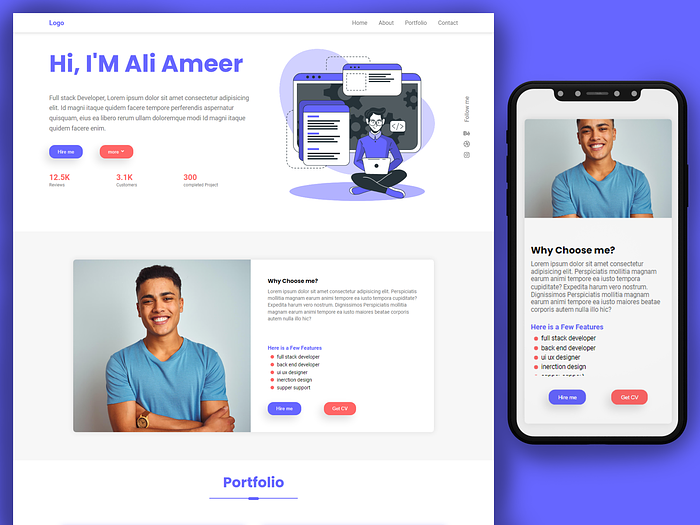 Logo
Home About Portfolio Contact
Hi, I'M Ali Ameer
Full stack Developer, Lorem ipsum dolor sit amet consectetur adipisicing
elit. Id magni itaque quidem facere tempore perferendis aspernatur
quisquam, eius libero rerum ullam doloremque modi Id magni itaque
quidem facere enim.
Hire me
more
12.5K
Reviews
3.1K
Customers
300
completed Project
Follow me
Bē
Why Choose me?
Lorem ipsum dolor sit amet consectetur adipisicing elit. Perspiciatis mollitia
magnam earum animi tempore ea iusto tempora cupiditate? Expedita
harum vero nostrum. Dignissimos Perspiciatis mollitia magnam earum
animi tempore ea iusto maiores beatae corporis
autem nulla illo hic?
Here is a Few Features
full stack developer
back end developer
ui ux designer
inerction design
supper support
Hire me
Get CV
Portfolio
Why Choose me?
Lorem ipsum dolor sit amet consectetur
adipisicing elit. Perspiciatis mollitia magnam
earum animi tempore ea iusto tempora
cupiditate? Expedita harum vero nostrum.
Dignissimos Perspiciatis mollitia magnam
earum animi tempore ea iusto maiores beatae
corporis autem nulla illo hic?
Here is a Few Features
full stack developer
back end developer
ui ux designer
inerction design
Hire me
Get CV